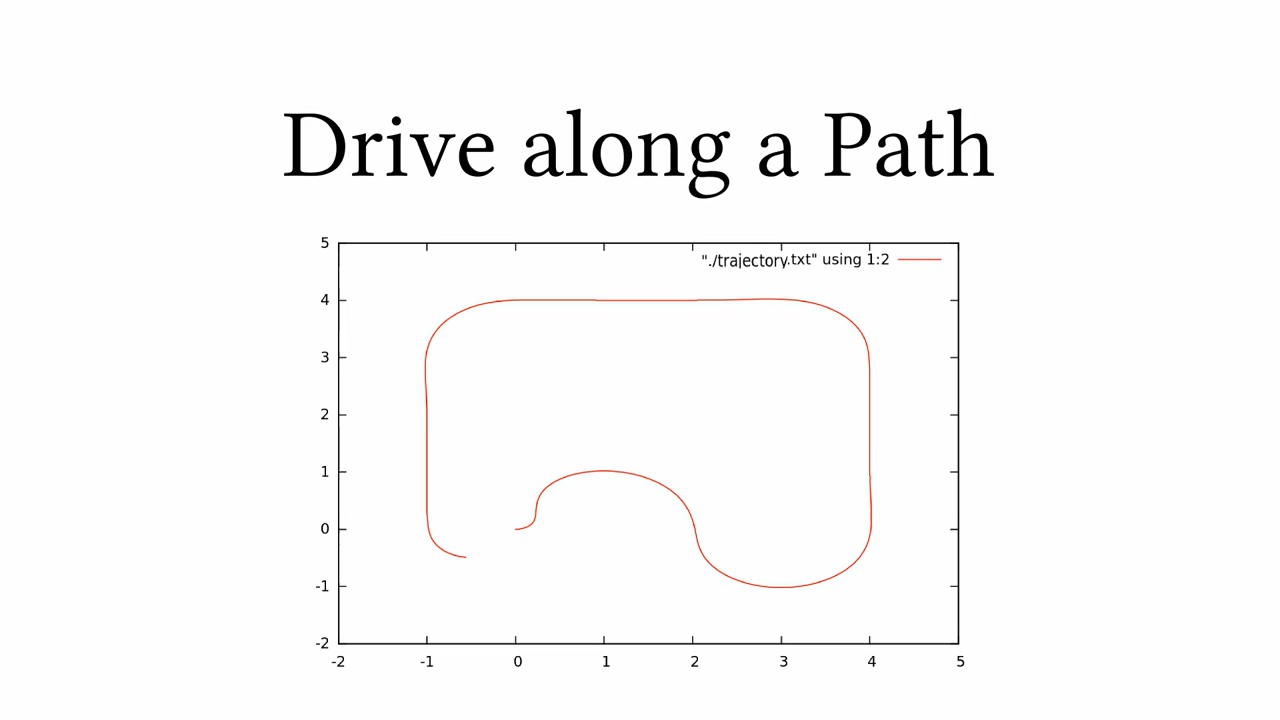 Drive along a Path
"./trajectory.txt" using 1:2
5
4
3
2
1
0
-1
-2
-2 -1 0 1 2 3 4 5